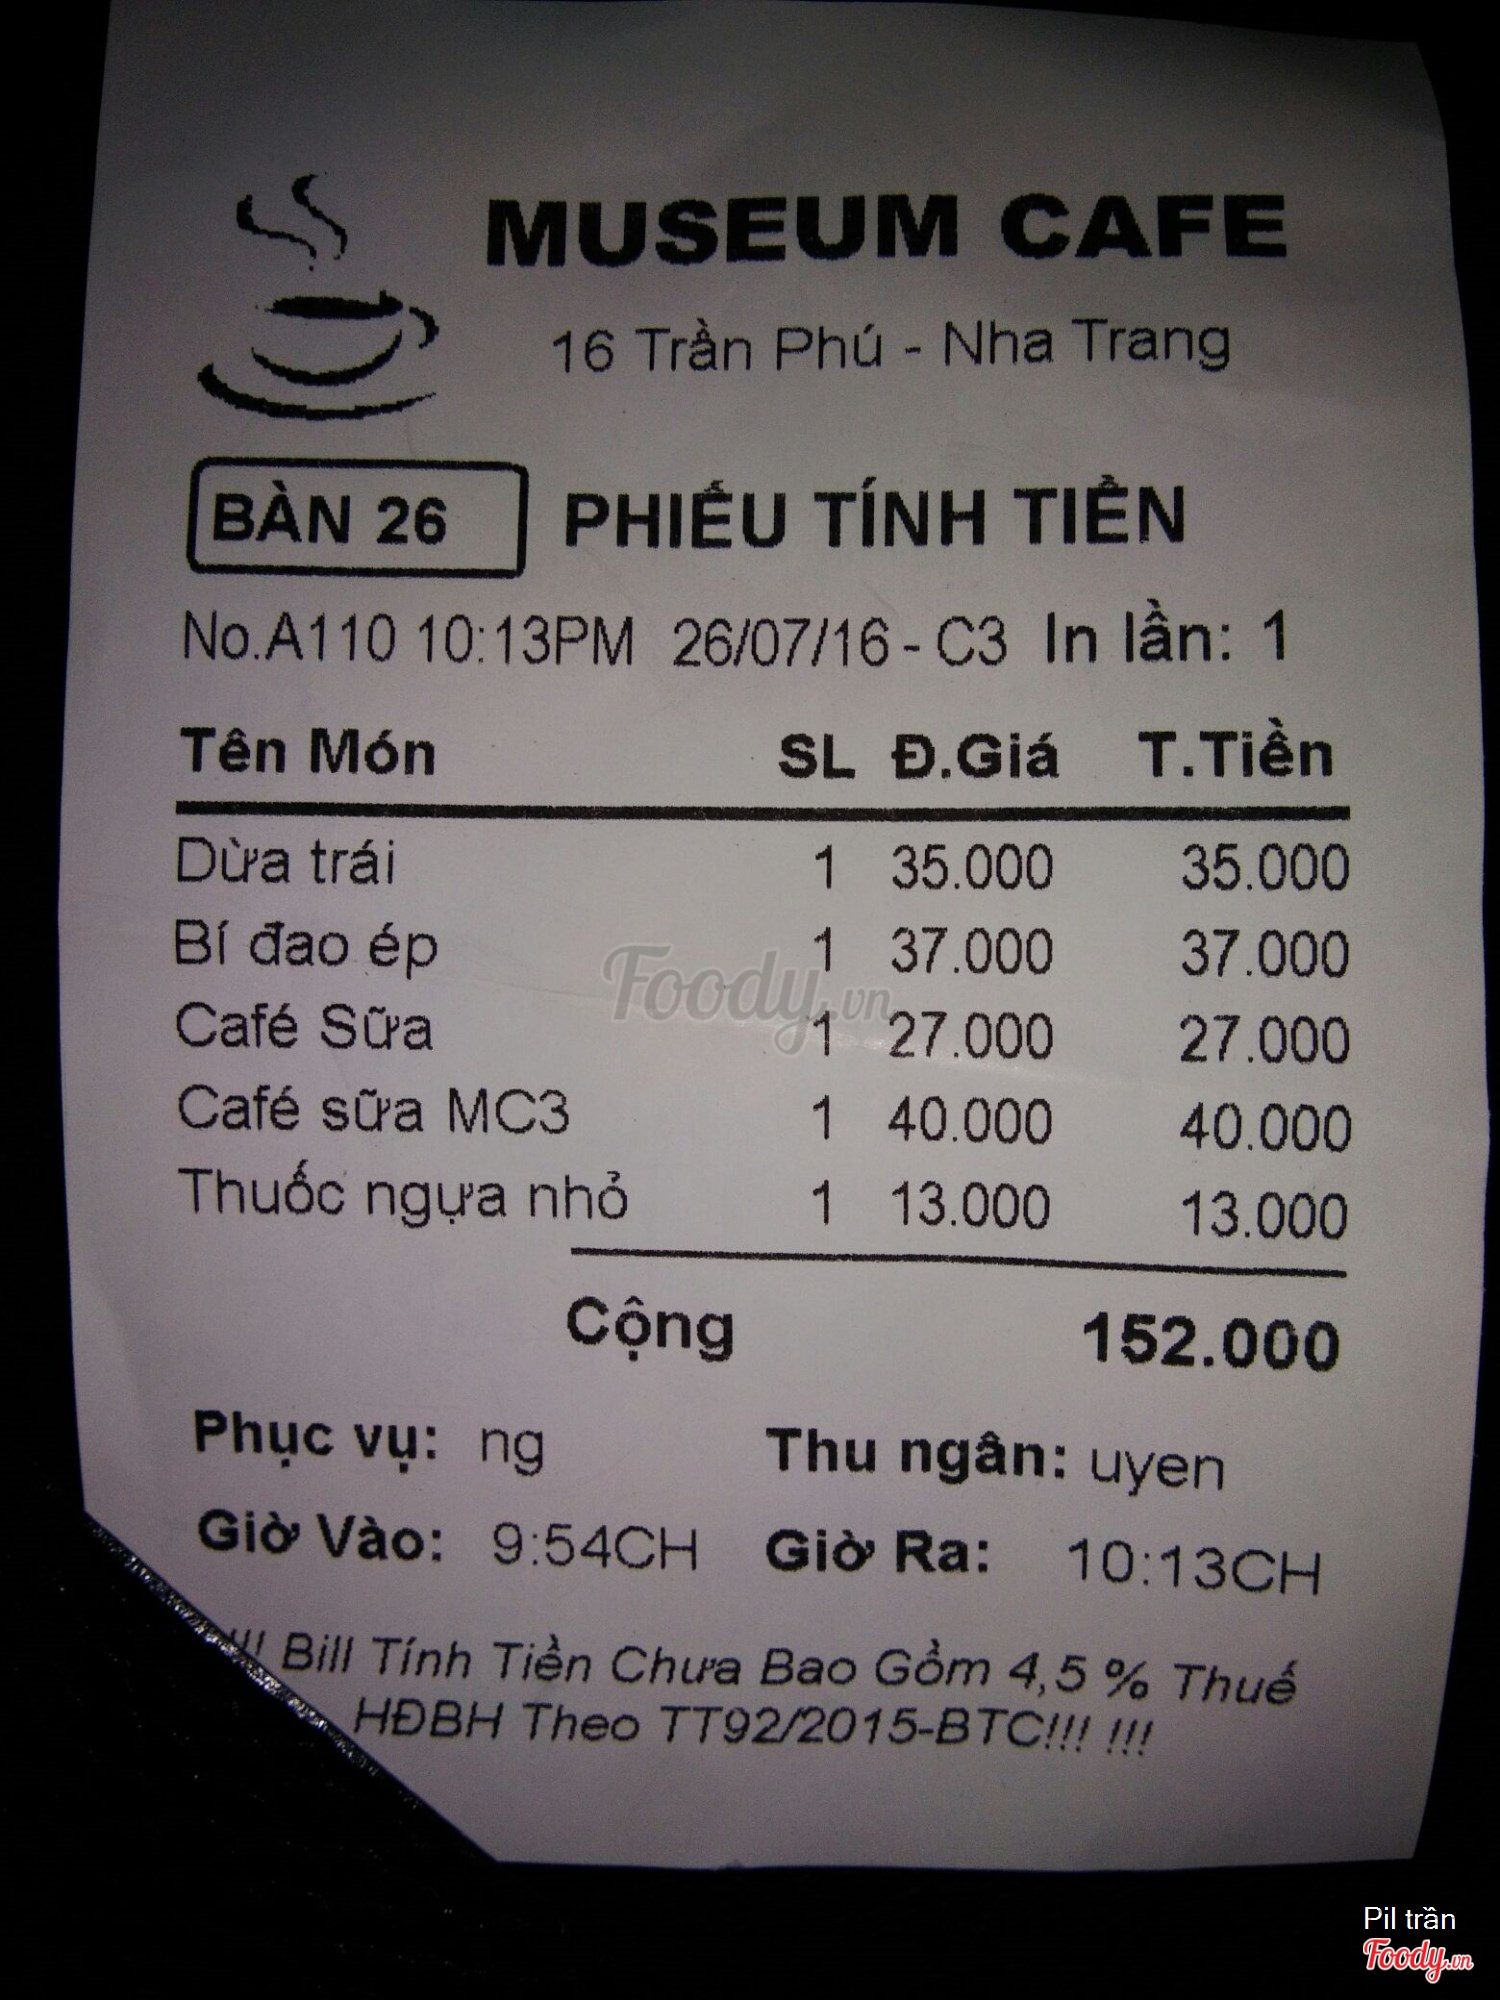 MUSEUM CAFE
16 Trần Phú - Nha Trang
BÀN 26 PHIẾU TÍNH TIỀN
No.A110 10:13PM 26/07/16 - C3 In lần: 1
Tên Món SL Đ.Giá T.Tiền
Dừa trái 1 35.000 35.000
Bí đao ép 1 37.000 37.000
Café Sữa 1 27.000 27.000
Café sữa MC3 1 40.000 40.000
Thuốc ngựa nhỏ 1 13.000 13.000
Cộng 152.000
Phục vụ: ng Thu ngân: uyen
Giờ Vào: 9:54CH Giờ Ra: 10:13CH
!!! Bill Tính Tiền Chưa Bao Gồm 4,5 % Thuế
HĐBH Theo TT92/2015-BTC!!! !!!
Foody.vn
Pil trần
Foody.vn